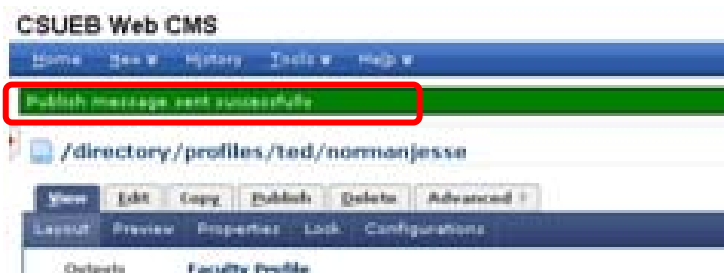 CSUEB Web CMS
Home New History Tools Help
Publish message sent successfully
/directory/profiles/ted/normanjesse
View Edit Copy Publish Delete Advanced
Layout Preview Properties Lock Configurations
Outputs Faculty Profile